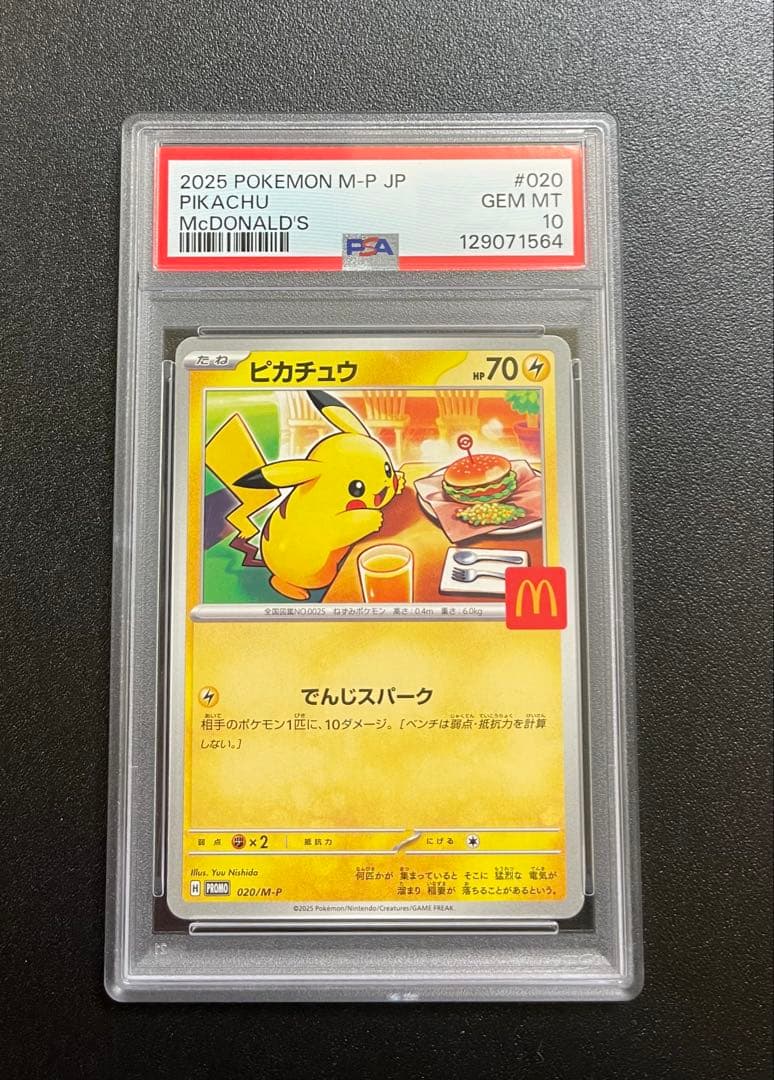 2025 POKEMON M-P JP #020
PIKACHU GEM MT
McDONALD'S 10
PSA 129071564
たね ピカチュウ HP70
全国図鑑NO.0025 ねずみポケモン 高さ:0.4m 重さ:6.0kg
でんじスパーク
相手のポケモン1匹に、10ダメージ。[ベンチは弱点・抵抗力を計算
しない。]
弱点 ×2 抵抗力 にげる
Illus. Yuu Nishida
H PROMO 020/M-P
何匹かが 集まっていると そこに 猛烈な 電気が
溜まり 稲妻が 落ちることがあるという。
©2025 Pokémon/Nintendo/Creatures/GAME FREAK.